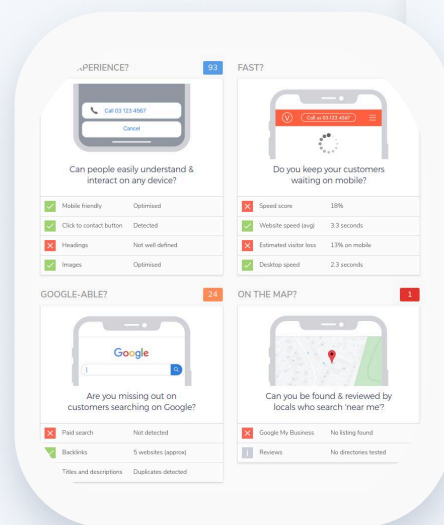 XPERIENCE?
93
Call 03 123 4567
Cancel
Can people easily understand &
interact on any device?
Mobile friendly Optimised
Click to contact button Detected
Headings Not well defined
Images Optimised
FAST?
V Call us 03 123 4567
Do you keep your customers
waiting on mobile?
Speed score 18%
Website speed (avg) 3.3 seconds
Estimated visitor loss 13% on mobile
Desktop speed 2.3 seconds
GOOGLE-ABLE?
24
Google
Are you missing out on
customers searching on Google?
Paid search Not detected
Backlinks 5 websites (approx)
Titles and descriptions Duplicates detected
ON THE MAP?
1
Can you be found & reviewed by
locals who search 'near me'?
Google My Business No listing found
Reviews No directories tested